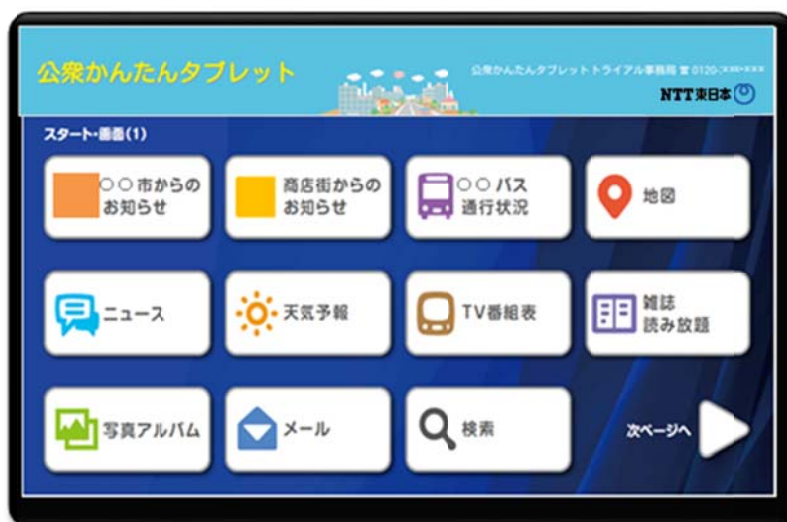 公衆かんたんタブレット
公衆かんたんタブレットトライアル事務局 ☎ 0120-
NTT東日本
スタート・画面(1)
〇〇市からの
お知らせ
商店街からの
お知らせ
〇〇バス
通行状況
地図
ニュース
天気予報
TV番組表
雑誌
読み放題
写真アルバム
メール
検索
次ページへ